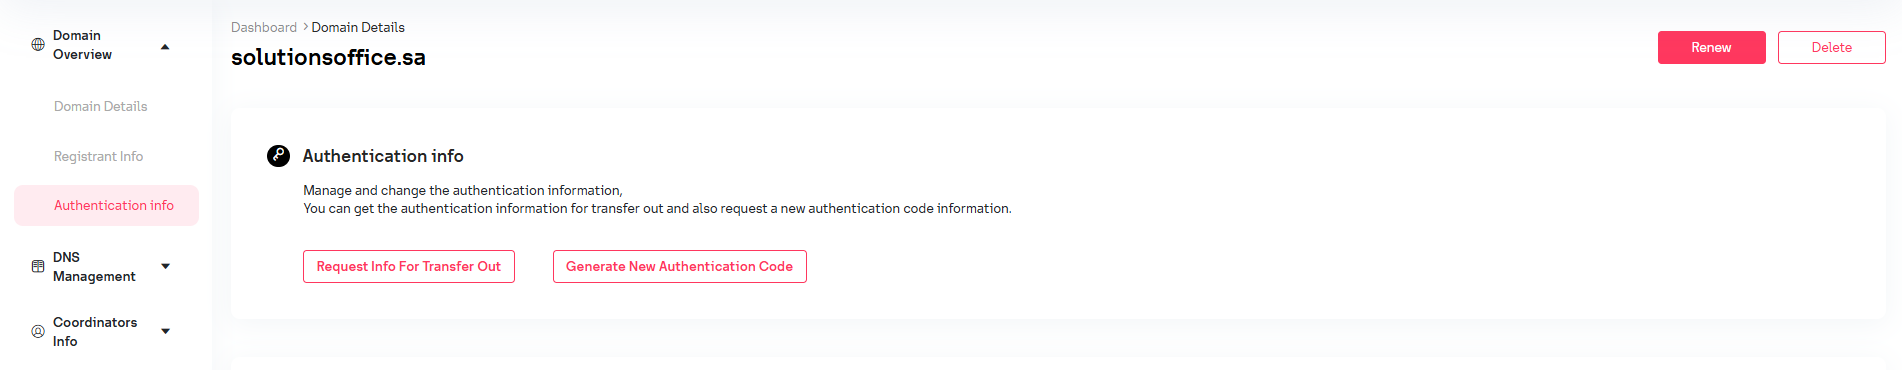 Domain
Overview
Domain Details
Registrant Info
Authentication info
DNS
Management
Coordinators
Info
Dashboard > Domain Details
solutionsoffice.sa
Renew
Delete
Authentication info
Manage and change the authentication information,
You can get the authentication information for transfer out and also request a new authentication code information.
Request Info For Transfer Out
Generate New Authentication Code